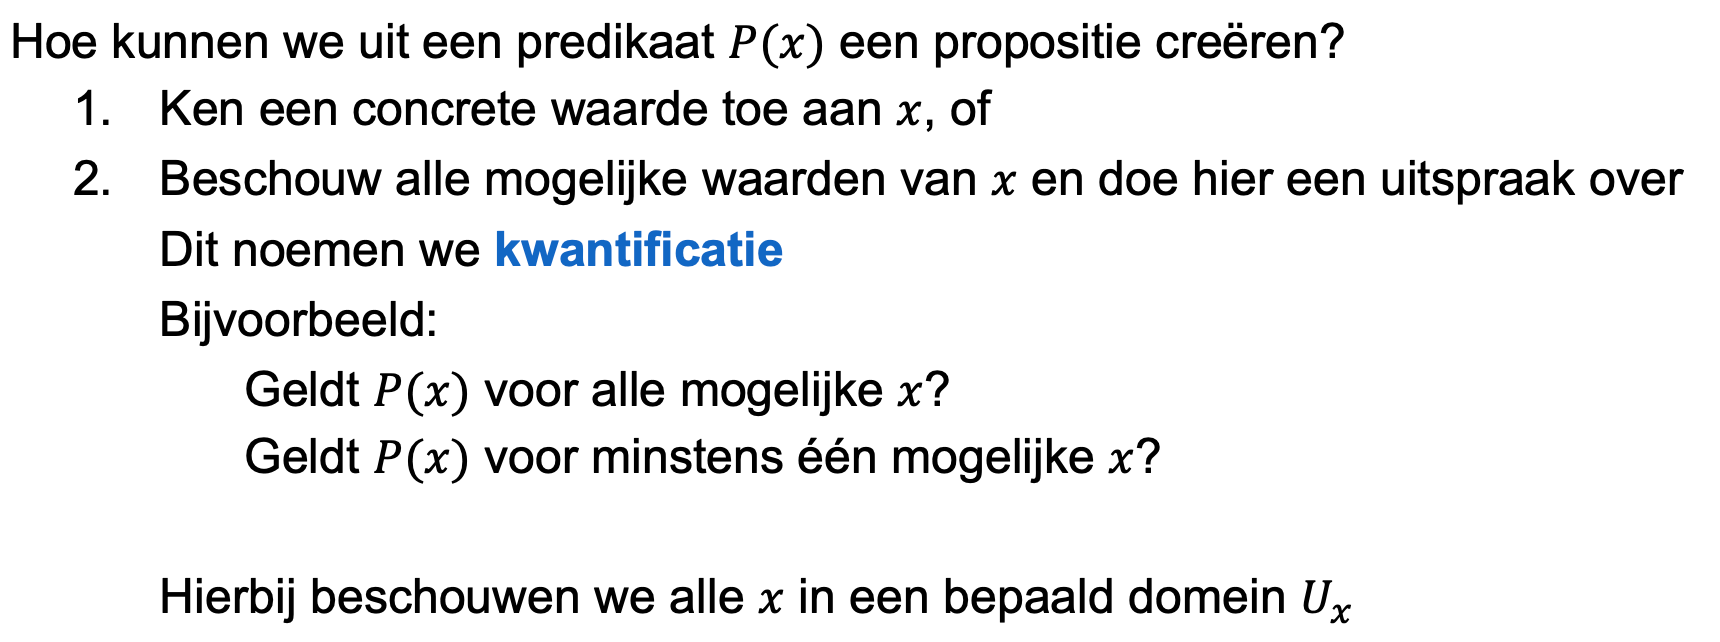 Hoe kunnen we uit een predikaat P(x) een propositie creëren?
1. Ken een concrete waarde toe aan x, of
2. Beschouw alle mogelijke waarden van x en doe hier een uitspraak over
Dit noemen we kwantificatie
Bijvoorbeeld:
Geldt P(x) voor alle mogelijke x?
Geldt P(x) voor minstens één mogelijke x?
Hierbij beschouwen we alle x in een bepaald domein Uₓ